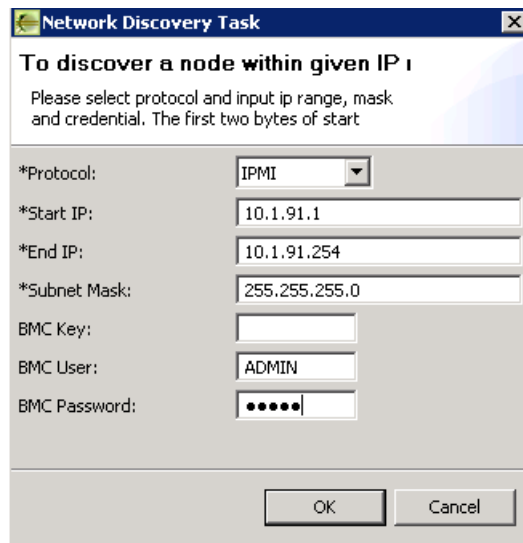 Network Discovery Task
To discover a node within given IP
Please select protocol and input ip range, mask
and credential. The first two bytes of start
*Protocol: IPMI
*Start IP: 10.1.91.1
*End IP: 10.1.91.254
*Subnet Mask: 255.255.255.0
BMC Key:
BMC User: ADMIN
BMC Password: ●●●●●
OK Cancel